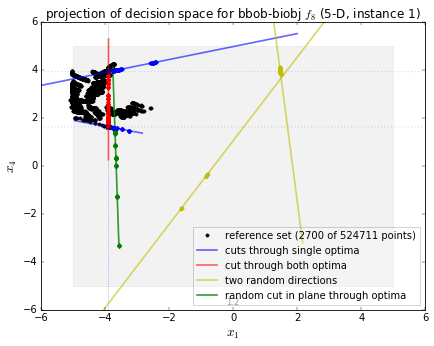 projection of decision space for bbob-biobj f₈ (5-D, instance 1)
6
4
2
0
−2
−4
−6
x₄
reference set (2700 of 524711 points)
cuts through single optima
cut through both optima
two random directions
random cut in plane through optima
1.2
−6 −4 −2 0 2 4 6
x₁